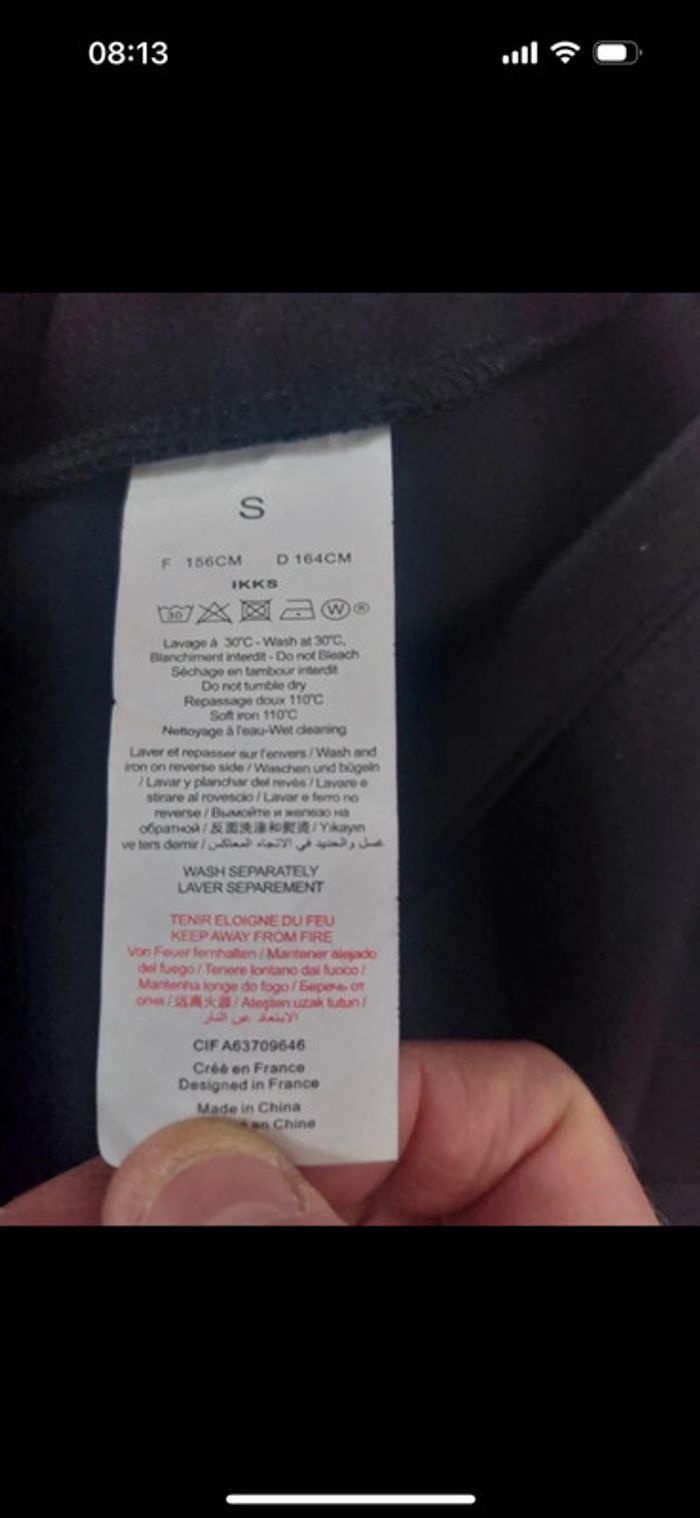 08:13
S
F 156CM D 164CM
IKKS
30 W ®
Lavage à 30°C - Wash at 30°C,
Blanchiment interdit - Do not Bleach
Séchage en tambour interdit
Do not tumble dry
Repassage doux 110°C
Soft iron 110°C
Nettoyage à l'eau-Wet cleaning
Laver et repasser sur l'envers / Wash and
iron on reverse side / Waschen und bügeln
/ Lavar y planchar del revés / Lavare e
stirare al rovescio / Lavar e ferro no
reverse / Вымойте и железо на
обратной / 反面洗涤和熨烫 / Yıkayın
ve ters demir / غسل والحديد في الاتجاه المعاكس
WASH SEPARATELY
LAVER SEPAREMENT
TENIR ELOIGNE DU FEU
KEEP AWAY FROM FIRE
Von Feuer fernhalten / Mantener alejado
del fuego / Tenere lontano dal fuoco /
Mantenha longe do fogo / Беречь от
огня / 远离火源 / Ateşten uzak tutun /
الابتعاد عن النار
CIF A63709646
Créé en France
Designed in France
Made in China
en Chine